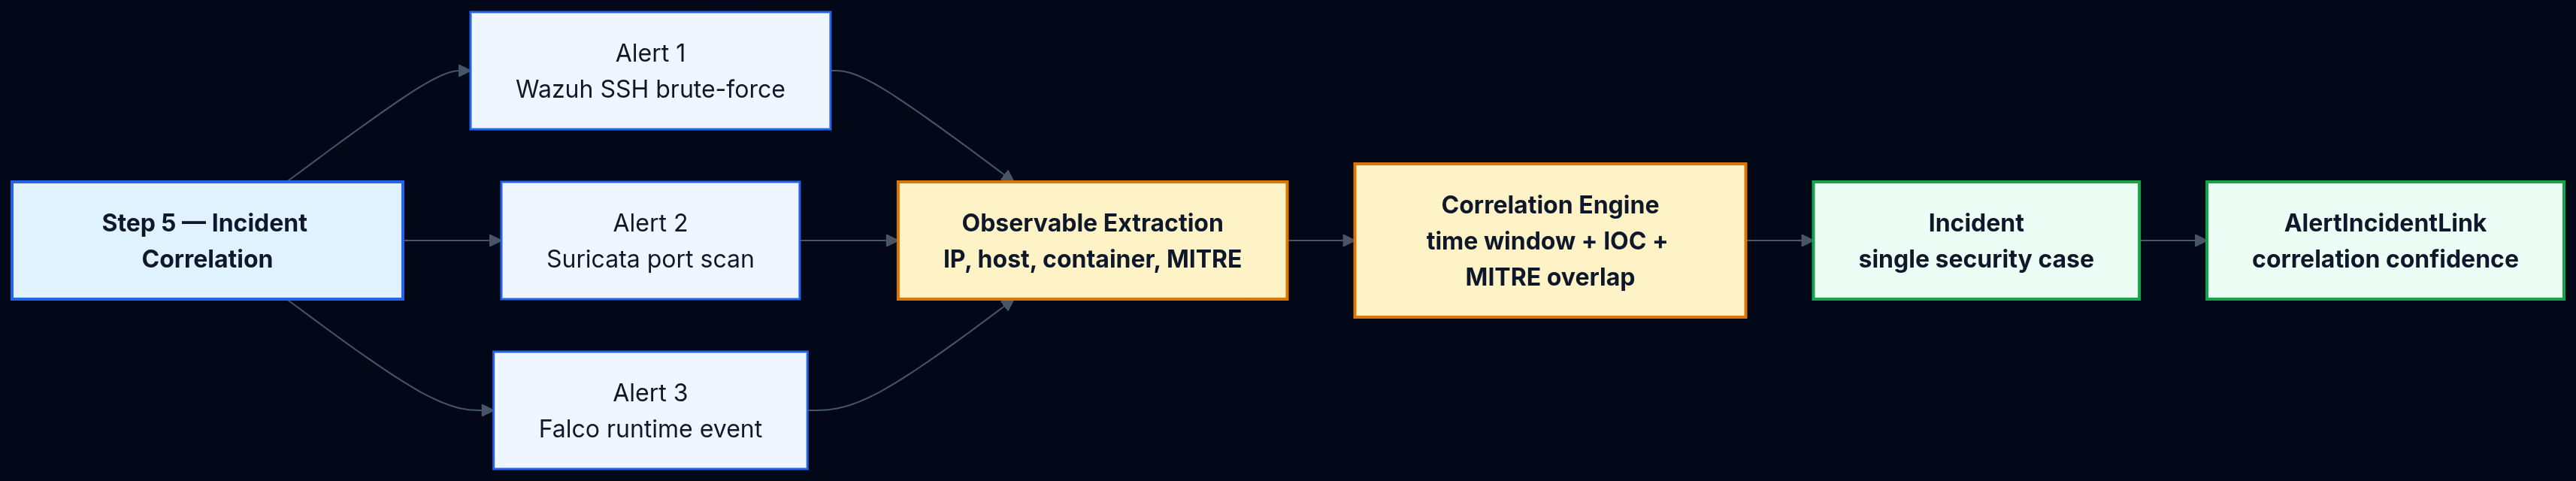 Step 5 — Incident
Correlation
Alert 1
Wazuh SSH brute-force
Alert 2
Suricata port scan
Alert 3
Falco runtime event
Observable Extraction
IP, host, container, MITRE
Correlation Engine
time window + IOC +
MITRE overlap
Incident
single security case
AlertIncidentLink
correlation confidence